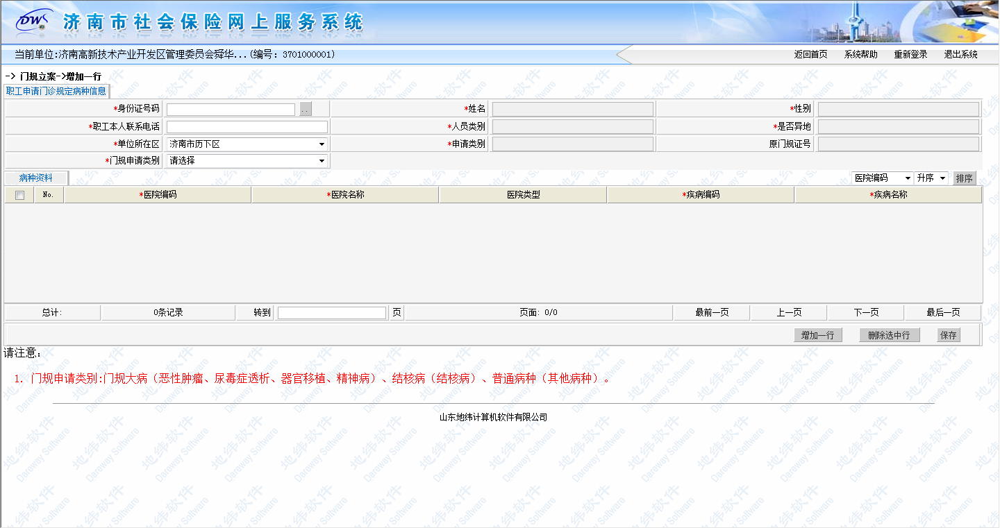 DWS 济南市社会保险网上服务系统
当前单位:济南高新技术产业开发区管理委员会舜华...(编号: 3701000001) 返回首页 系统帮助 重新登录 退出系统
-> 门规立案->增加一行
职工申请门诊规定病种信息
*身份证号码 .. *姓名 *性别
*职工本人联系电话 *人员类别 *是否异地
*单位所在区 济南市历下区 *申请类别 原门规证号
*门规申请类别 请选择
病种资料 医院编码 升序 排序
No. *医院编码 *医院名称 医院类型 *疾病编码 *疾病名称
总计: 0条记录 转到 页 页面: 0/0 最前一页 上一页 下一页 最后一页
增加一行 删除选中行 保存
请注意:
1. 门规申请类别:门规大病（恶性肿瘤、尿毒症透析、器官移植、精神病）、结核病（结核病）、普通病种（其他病种）。
山东地纬计算机软件有限公司
地纬软件
Dareway Software